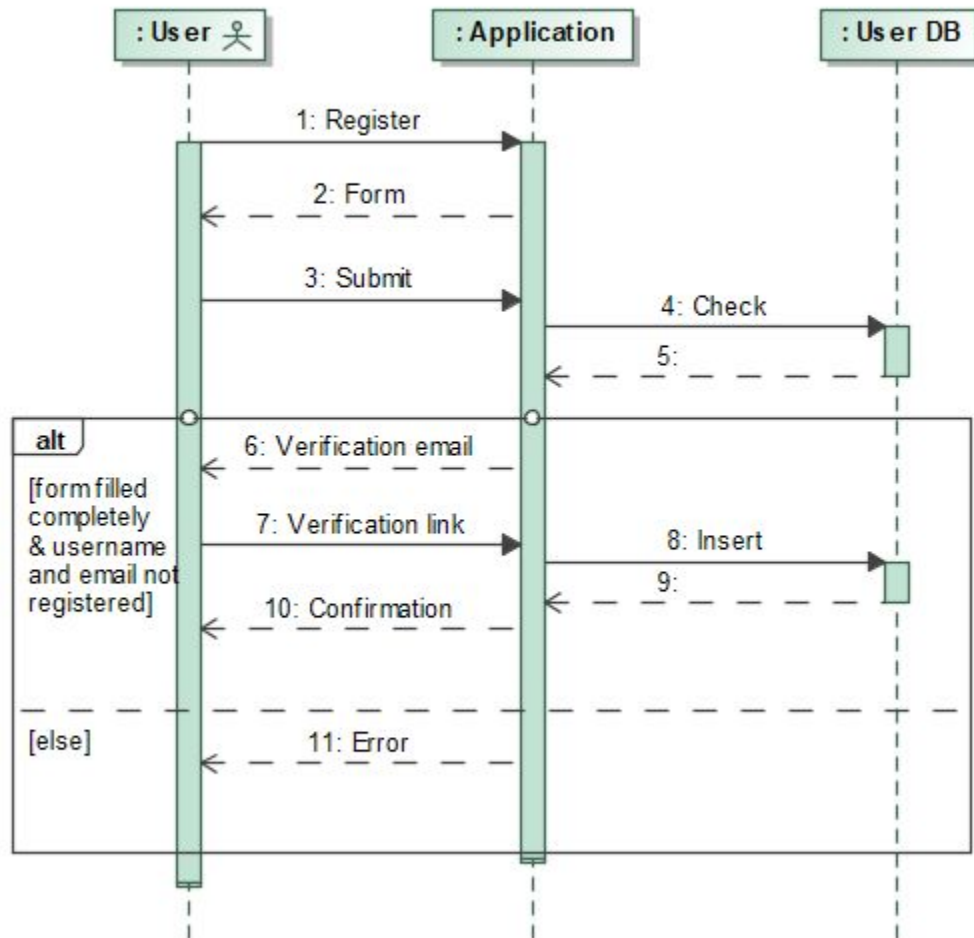 : User
: Application
: User DB
1: Register
2: Form
3: Submit
4: Check
5:
alt
6: Verification email
[form filled
completely
& username
and email not
registered]
7: Verification link
8: Insert
9:
10: Confirmation
[else]
11: Error